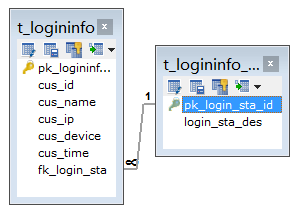 t_logininfo
pk_logininf...
cus_id
cus_name
cus_ip
cus_device
cus_time
fk_login_sta
1
t_logininfo_...
pk_login_sta_id
login_sta_des